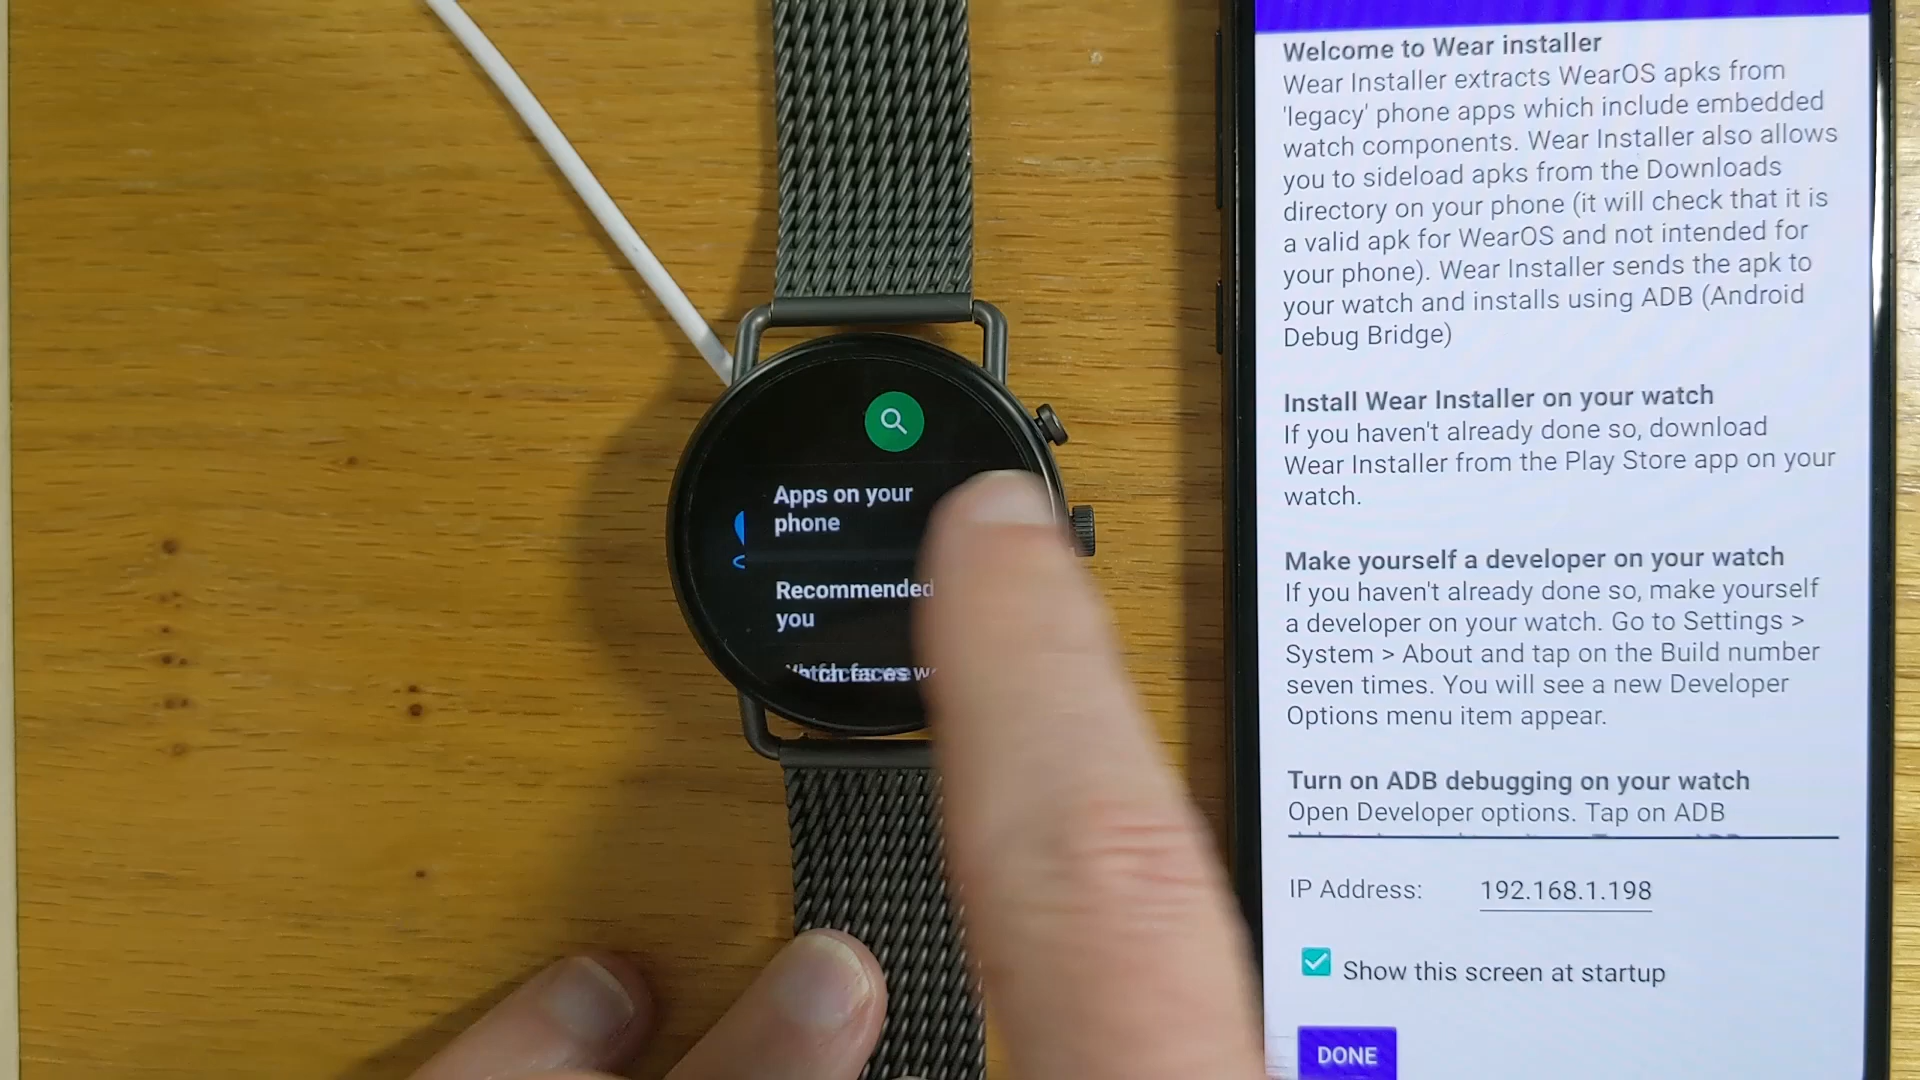 Apps on your
phone
Recommended
you
Welcome to Wear installer
Wear Installer extracts WearOS apks from
'legacy' phone apps which include embedded
watch components. Wear Installer also allows
you to sideload apks from the Downloads
directory on your phone (it will check that it is
a valid apk for WearOS and not intended for
your phone). Wear Installer sends the apk to
your watch and installs using ADB (Android
Debug Bridge)
Install Wear Installer on your watch
If you haven't already done so, download
Wear Installer from the Play Store app on your
watch.
Make yourself a developer on your watch
If you haven't already done so, make yourself
a developer on your watch. Go to Settings >
System > About and tap on the Build number
seven times. You will see a new Developer
Options menu item appear.
Turn on ADB debugging on your watch
Open Developer options. Tap on ADB
IP Address: 192.168.1.198
Show this screen at startup
DONE